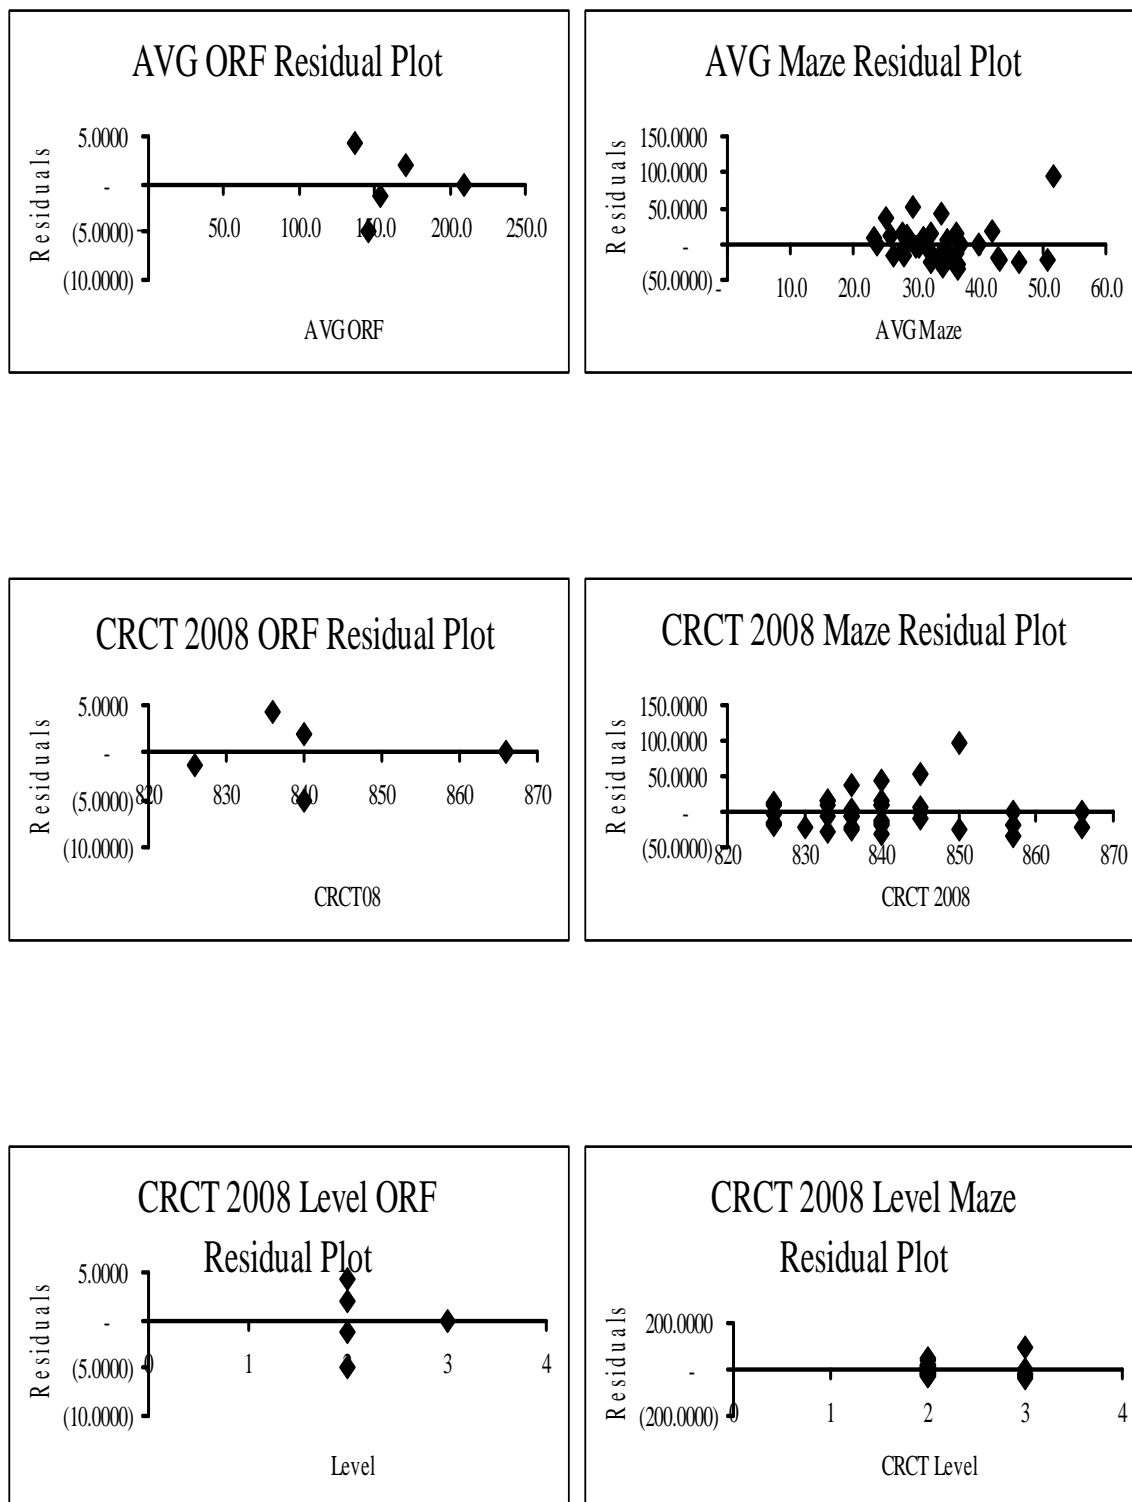 AVG ORF Residual Plot
5.0000
-
(5.0000)
(10.0000)
Residuals
50.0
100.0
150.0
200.0
250.0
AVG ORF
AVG Maze Residual Plot
150.0000
100.0000
50.0000
-
(50.0000)
Residuals
-
10.0
20.0
30.0
40.0
50.0
60.0
AVG Maze
CRCT 2008 ORF Residual Plot
5.0000
-
(5.0000)
(10.0000)
Residuals
820
830
840
850
860
870
CRCT08
CRCT 2008 Maze Residual Plot
150.0000
100.0000
50.0000
-
(50.0000)
Residuals
820
830
840
850
860
870
CRCT 2008
CRCT 2008 Level ORF
Residual Plot
5.0000
-
(5.0000)
(10.0000)
Residuals
0
1
2
3
4
Level
CRCT 2008 Level Maze
Residual Plot
200.0000
-
(200.0000)
Residuals
0
1
2
3
4
CRCT Level